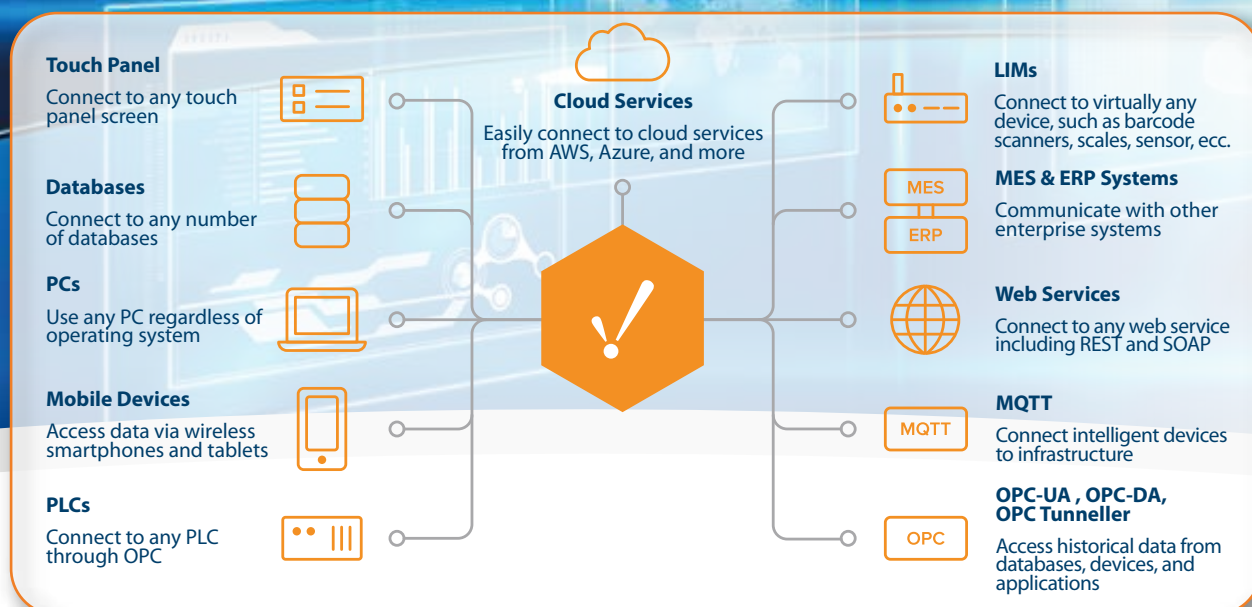 Touch Panel
Connect to any touch
panel screen
Databases
Connect to any number
of databases
PCs
Use any PC regardless of
operating system
Mobile Devices
Access data via wireless
smartphones and tablets
PLCs
Connect to any PLC
through OPC
Cloud Services
Easily connect to cloud services
from AWS, Azure, and more
LIMs
Connect to virtually any
device, such as barcode
scanners, scales, sensor, ecc.
MES
ERP
MES & ERP Systems
Communicate with other
enterprise systems
Web Services
Connect to any web service
including REST and SOAP
MQTT
MQTT
Connect intelligent devices
to infrastructure
OPC
OPC-UA , OPC-DA,
OPC Tunneller
Access historical data from
databases, devices, and
applications